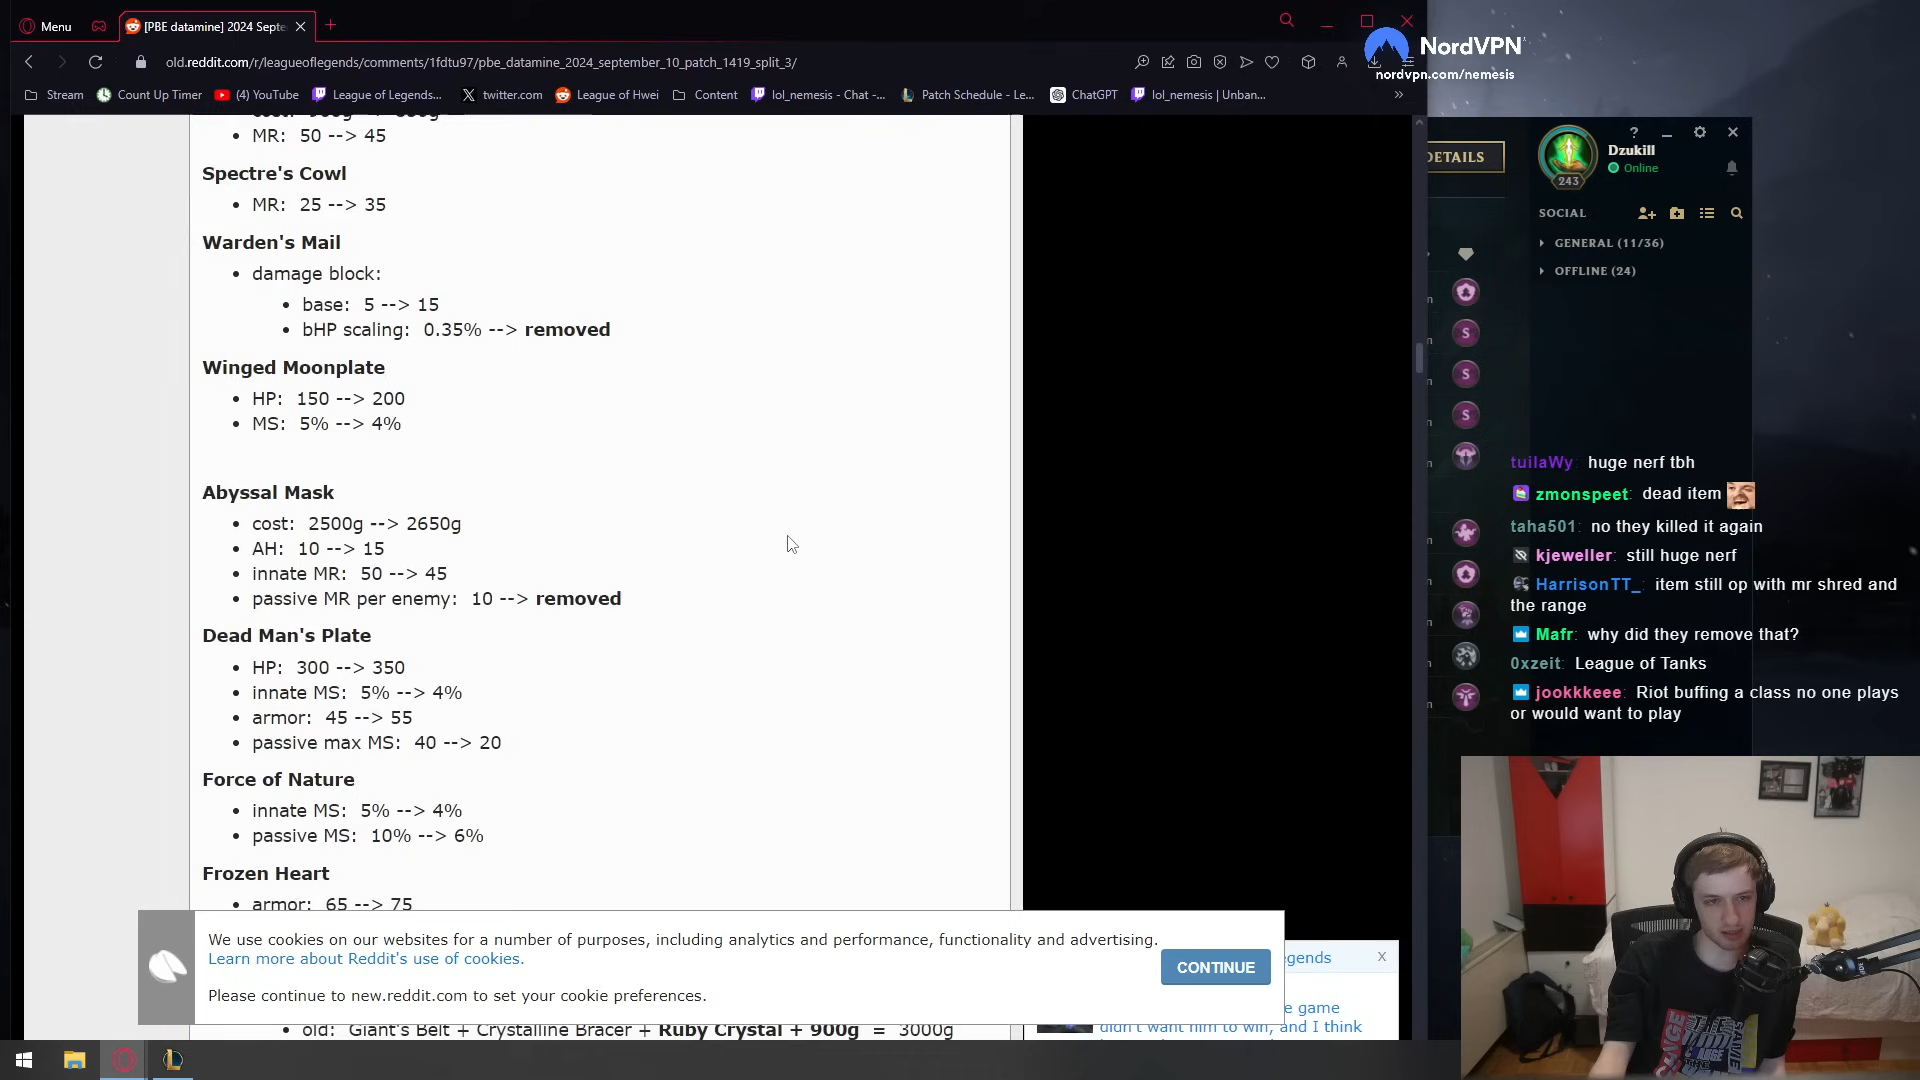 Menu
[PBE datamine] 2024 Septe
NordVPN
nordvpn.com/nemesis
old.reddit.com/r/leagueoflegends/comments/1fdtu97/pbe_datamine_2024_september_10_patch_1419_split_3/
Stream
Count Up Timer
(4) YouTube
League of Legends...
twitter.com
League of Hwei
Content
lol_nemesis - Chat -...
Patch Schedule - Le...
ChatGPT
lol_nemesis | Unban...
»
• MR: 50 --> 45
Spectre's Cowl
• MR: 25 --> 35
Warden's Mail
• damage block:
• base: 5 --> 15
• bHP scaling: 0.35% --> removed
Winged Moonplate
• HP: 150 --> 200
• MS: 5% --> 4%
Abyssal Mask
• cost: 2500g --> 2650g
• AH: 10 --> 15
• innate MR: 50 --> 45
• passive MR per enemy: 10 --> removed
Dead Man's Plate
• HP: 300 --> 350
• innate MS: 5% --> 4%
• armor: 45 --> 55
• passive max MS: 40 --> 20
Force of Nature
• innate MS: 5% --> 4%
• passive MS: 10% --> 6%
Frozen Heart
• armor: 65 --> 75
We use cookies on our websites for a number of purposes, including analytics and performance, functionality and advertising.
Learn more about Reddit's use of cookies.
Please continue to new.reddit.com to set your cookie preferences.
CONTINUE
• old: Giant's Belt + Crystalline Bracer + Ruby Crystal + 900g = 3000g
egends
X
e game
didn't want him to win, and I think
DETAILS
Dzukill
Online
243
SOCIAL
GENERAL (11/36)
OFFLINE (24)
S
S
S
tuilaWy: huge nerf tbh
zmonspeet: dead item
taha501: no they killed it again
kjeweller: still huge nerf
HarrisonTT_: item still op with mr shred and
the range
Mafr: why did they remove that?
0xzeit: League of Tanks
jookkkeee: Riot buffing a class no one plays
or would want to play